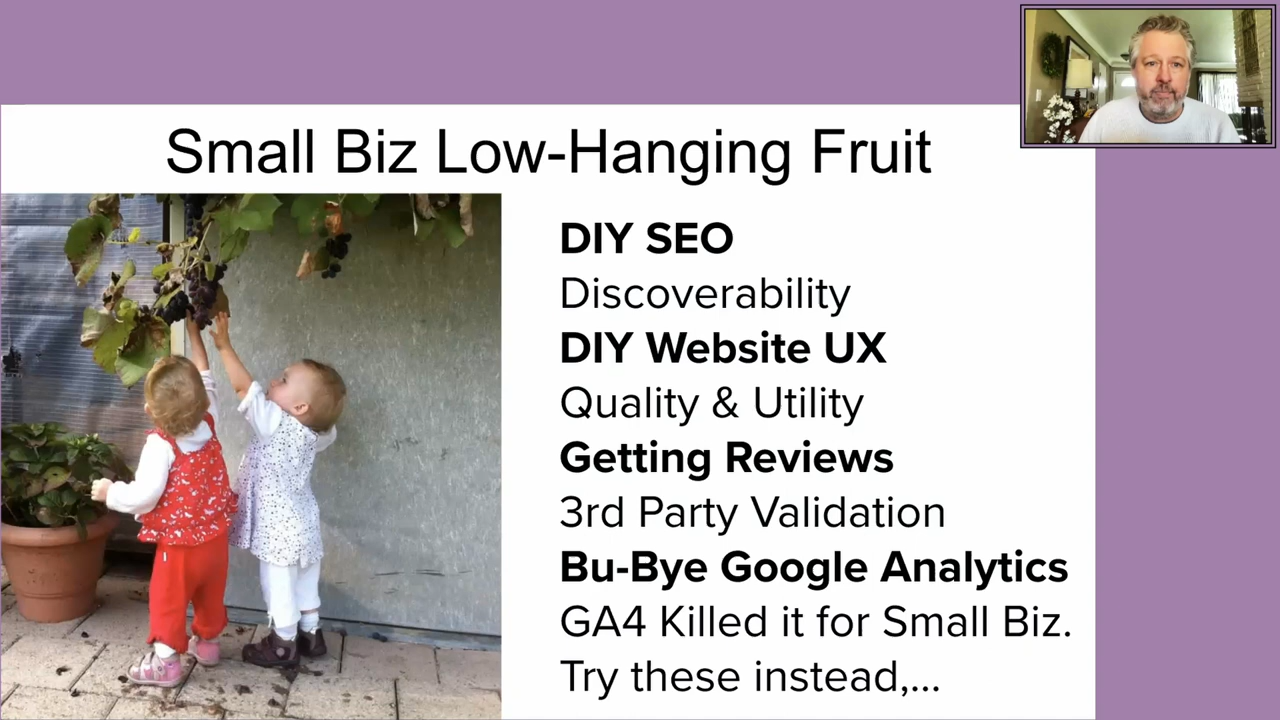 Small Biz Low-Hanging Fruit
DIY SEO
Discoverability
DIY Website UX
Quality & Utility
Getting Reviews
3rd Party Validation
Bu-Bye Google Analytics
GA4 Killed it for Small Biz.
Try these instead,...